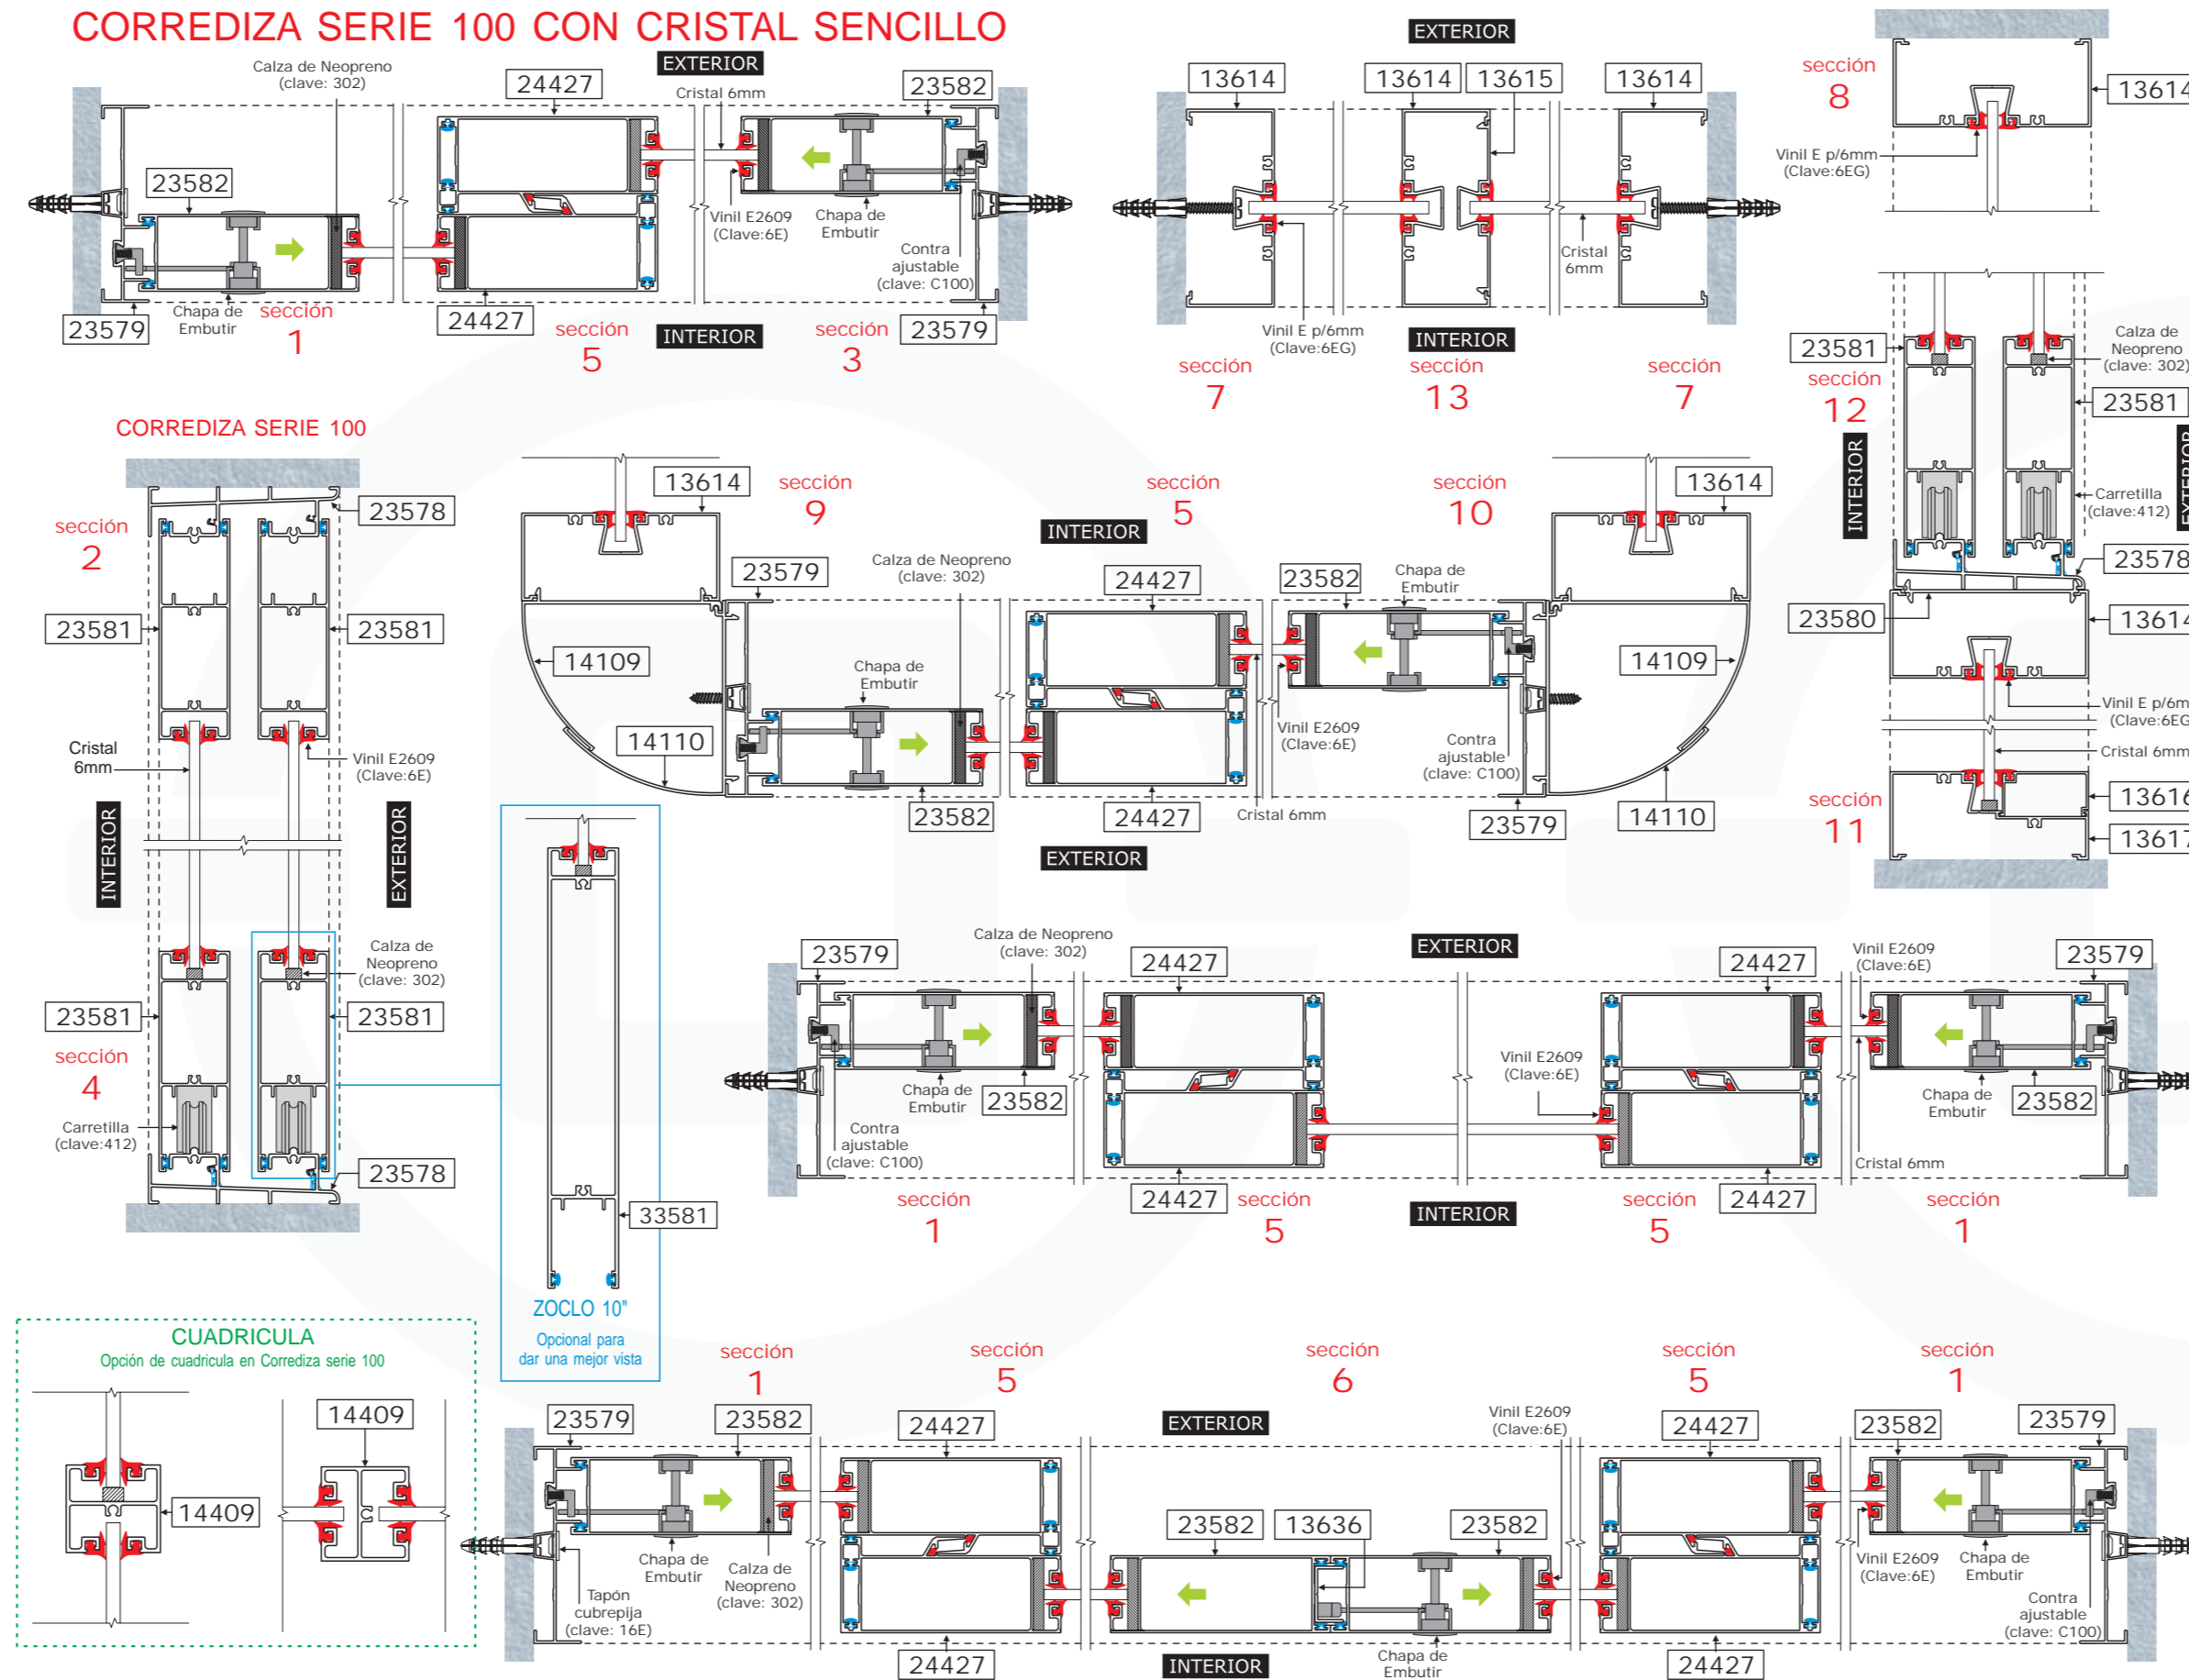 CORREDIZA SERIE 100 CON CRISTAL SENCILLO
Calza de Neopreno
(clave: 302)
24427
EXTERIOR
Cristal 6mm
23582
23582
Vinil E2609
(Clave:6E)
Chapa de
Embutir
Contra
ajustable
(clave: C100)
23579
Chapa de
Embutir
sección
1
24427
sección
5
INTERIOR
sección
3
23579
EXTERIOR
13614
13614
13615
13614
Cristal
6mm
Vinil E p/6mm
(Clave:6EG)
INTERIOR
sección
7
sección
13
sección
7
sección
8
13614
Vinil E p/6mm
(Clave:6EG)
23581
sección
12
Calza de
Neopreno
(clave: 302)
23581
INTERIOR
EXTERIOR
Carretilla
(clave:412)
23578
23580
13614
Vinil E p/6m
(Clave:6EG
Cristal 6mm
sección
11
13616
13617
CORREDIZA SERIE 100
sección
2
23578
23581
23581
Cristal
6mm
Vinil E2609
(Clave:6E)
INTERIOR
EXTERIOR
Calza de
Neopreno
(clave: 302)
23581
23581
sección
4
Carretilla
(clave:412)
23578
13614
sección
9
sección
5
sección
10
13614
INTERIOR
23579
Calza de Neopreno
(clave: 302)
24427
23582
Chapa de
Embutir
14109
Chapa de
Embutir
14109
14110
Vinil E2609
(Clave:6E)
Contra
ajustable
(clave: C100)
23582
24427
Cristal 6mm
23579
14110
EXTERIOR
33581
ZOCLO 10"
Opcional para
dar una mejor vista
23579
Calza de Neopreno
(clave: 302)
24427
EXTERIOR
24427
Vinil E2609
(Clave:6E)
23579
Chapa de
Embutir
23582
Vinil E2609
(Clave:6E)
Chapa de
Embutir
23582
Contra
ajustable
(clave: C100)
Cristal 6mm
sección
1
24427
sección
5
INTERIOR
sección
5
24427
sección
1
CUADRICULA
Opción de cuadricula en Corrediza serie 100
14409
14409
sección
1
sección
5
sección
6
sección
5
sección
1
23579
23582
24427
EXTERIOR
Vinil E2609
(Clave:6E)
24427
23582
23579
23582
13636
23582
Chapa de
Embutir
Calza de
Neopreno
(clave: 302)
Tapón
cubrepija
(clave: 16E)
Vinil E2609
(Clave:6E)
Chapa de
Embutir
Contra
ajustable
(clave: C100)
24427
INTERIOR
Chapa de
Embutir
24427